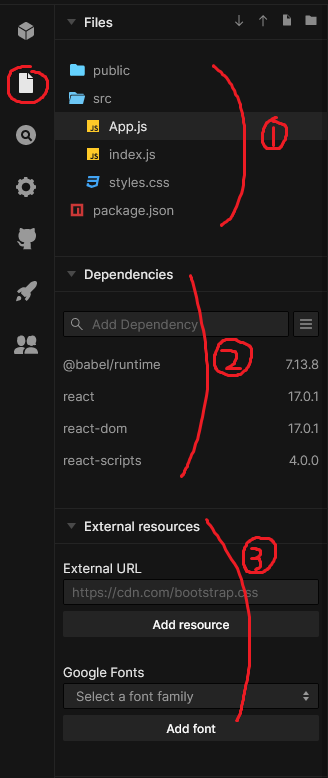 Files
public
src
JS App.js
JS index.js
styles.css
package.json
1
Dependencies
Add Dependency
2
@babel/runtime 7.13.8
react 17.0.1
react-dom 17.0.1
react-scripts 4.0.0
External resources
3
External URL
https://cdn.com/bootstrap.css
Add resource
Google Fonts
Select a font family
Add font